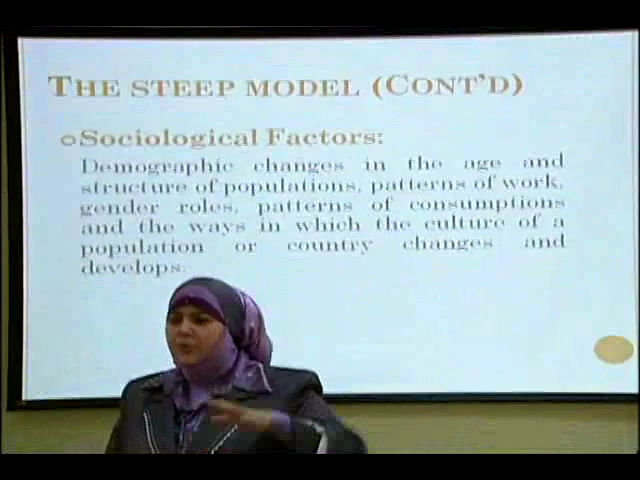 THE STEEP MODEL (CONT'D)
Sociological Factors:
Demographic changes in the age and
structure of populations, patterns of work,
gender roles, patterns of consumptions
and the ways in which the culture of a
population or country changes and
develops.